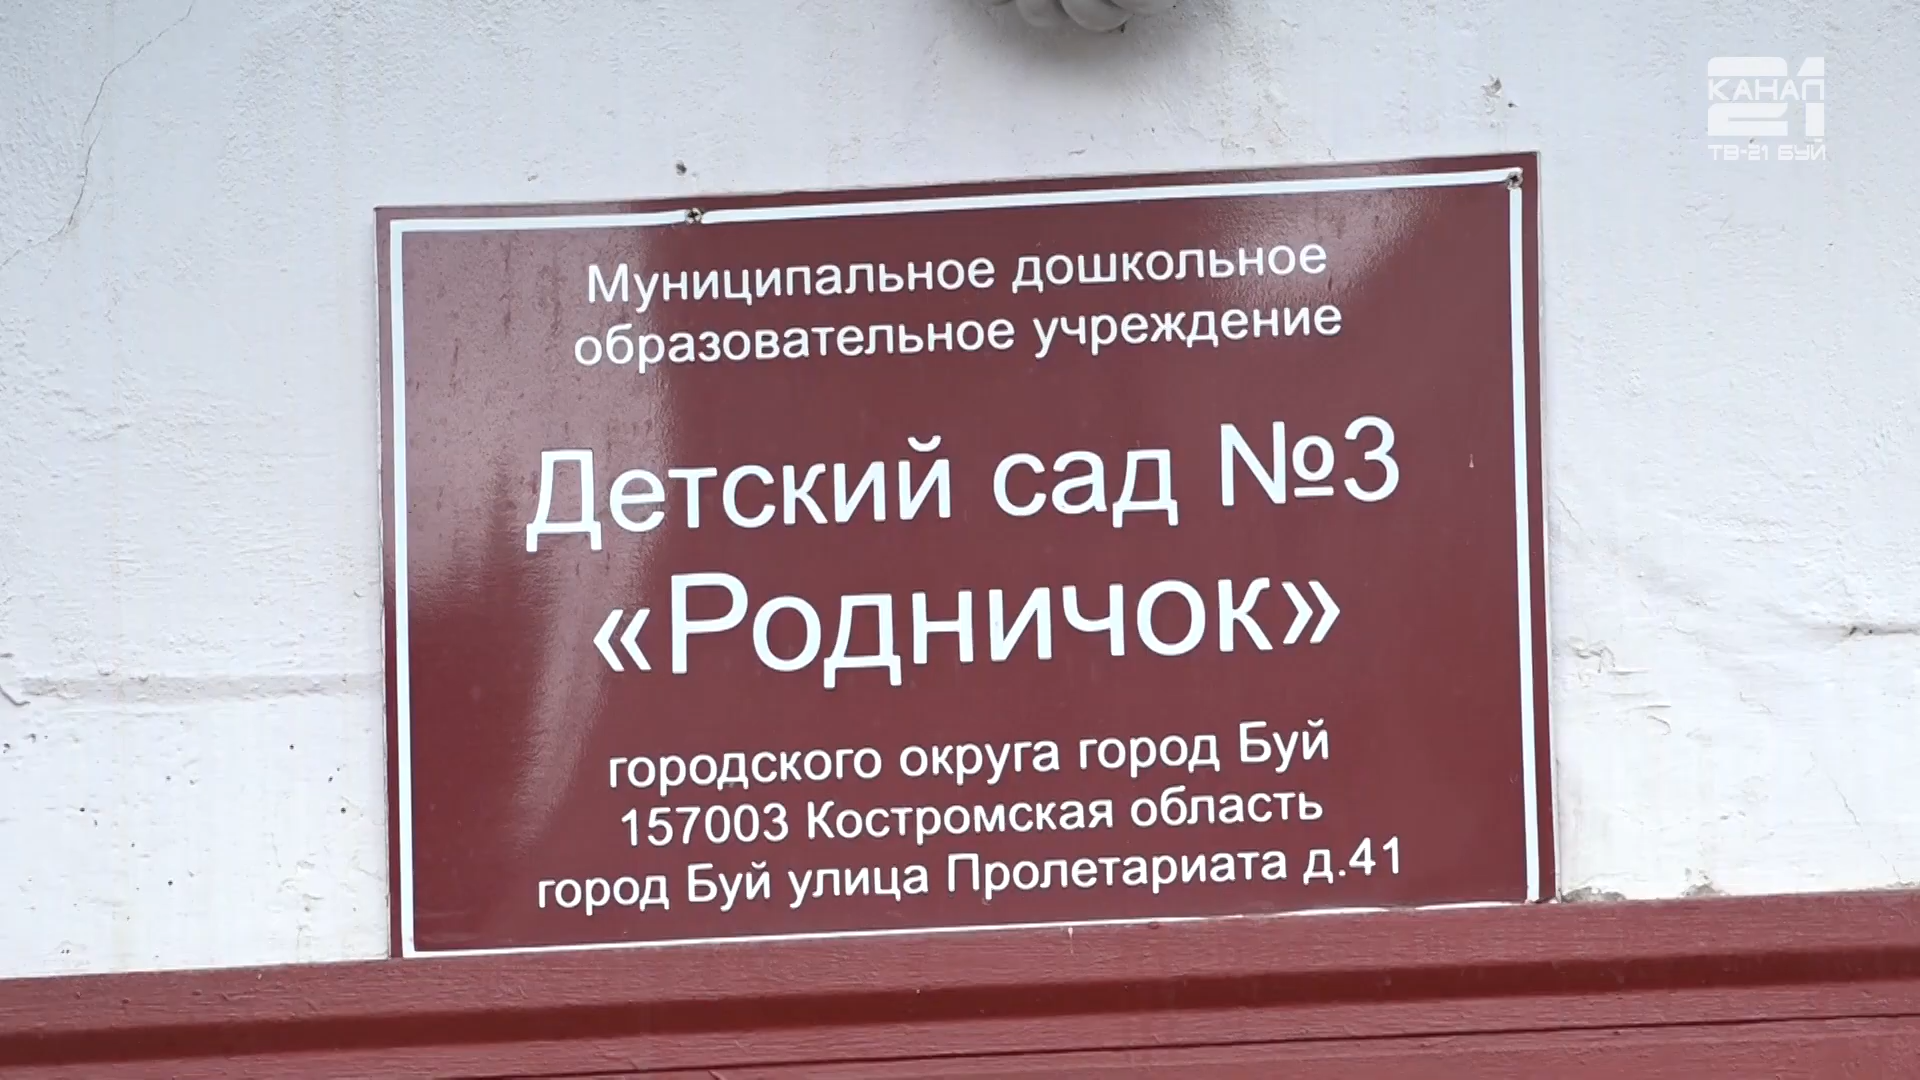 КАНАЛ
21
ТВ-21 БУЙ
Муниципальное дошкольное
образовательное учреждение
Детский сад №3
«Родничок»
городского округа город Буй
157003 Костромская область
город Буй улица Пролетариата д.41